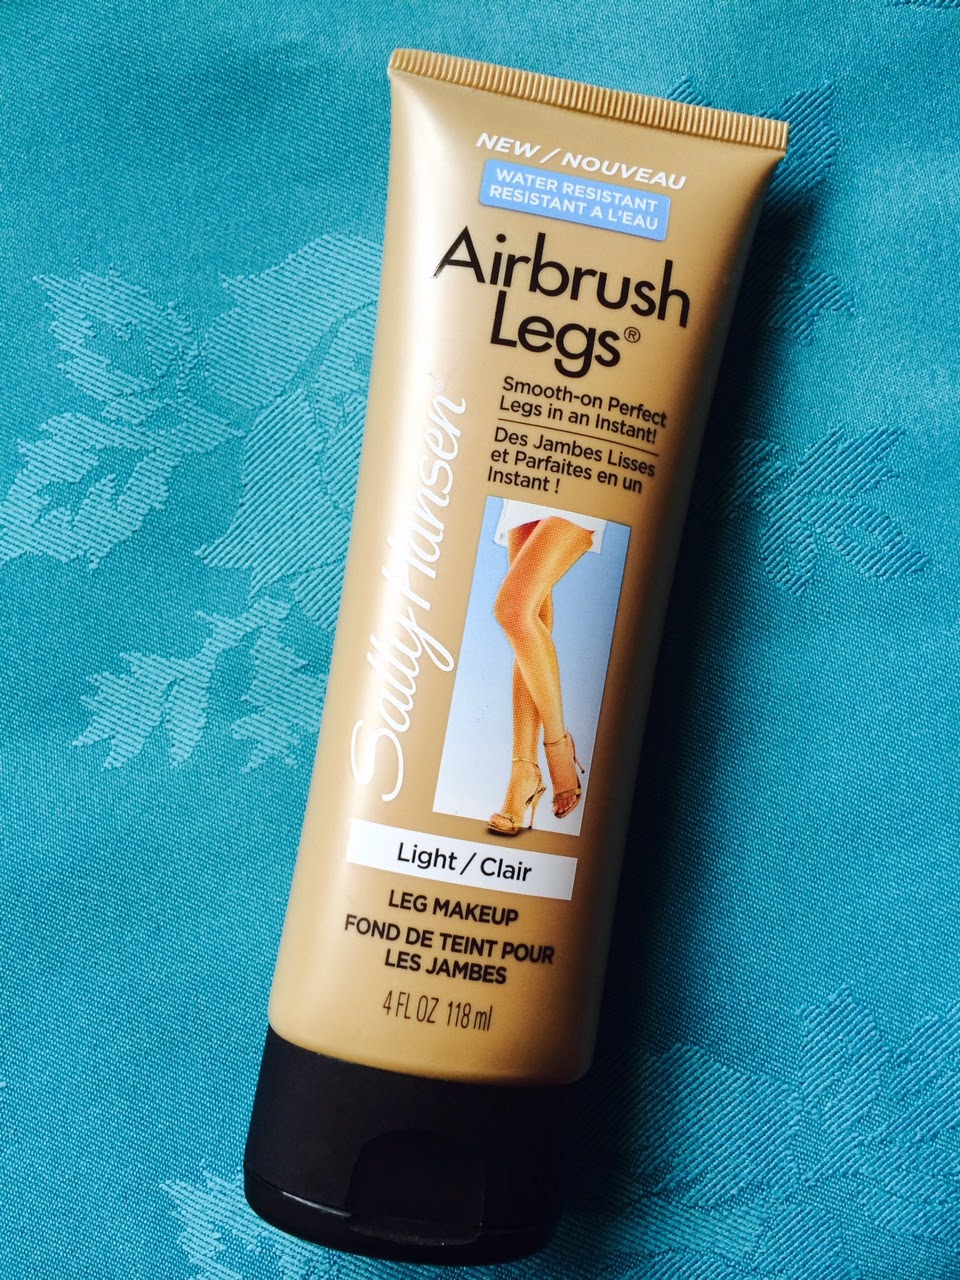 NEW / NOUVEAU
WATER RESISTANT
RESISTANT A L'EAU
Airbrush
Legs®
Smooth-on Perfect
Legs in an Instant!
Des Jambes Lisses
et Parfaites en un
Instant !
Sally Hansen®
Light / Clair
LEG MAKEUP
FOND DE TEINT POUR
LES JAMBES
4 FL OZ 118 ml